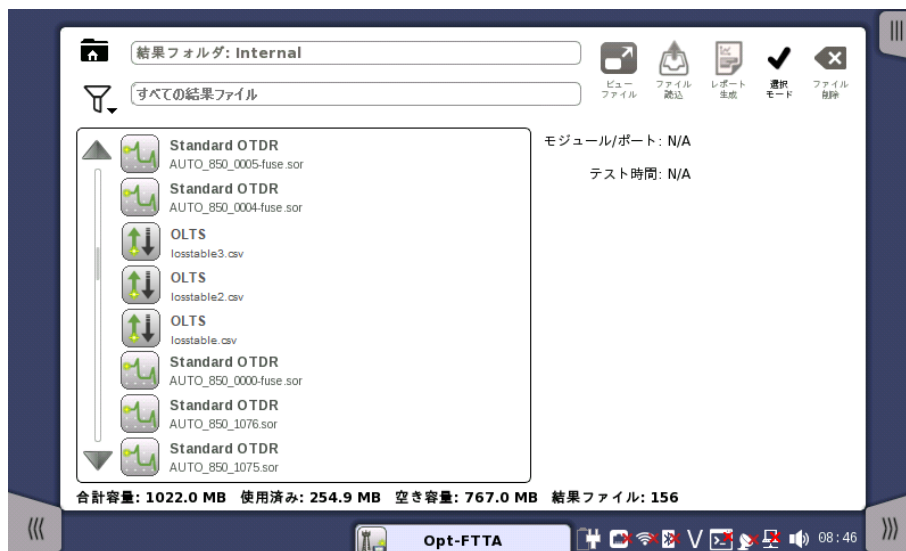 結果フォルダ: Internal
ビュー
ファイル
ファイル
読込
レポート
生成
選択
モード
ファイル
削除
すべての結果ファイル
モジュール/ポート: N/A
テスト時間: N/A
Standard OTDR
AUTO_850_0005-fuse.sor
Standard OTDR
AUTO_850_0004-fuse.sor
OLTS
losstable3.csv
OLTS
losstable2.csv
OLTS
losstable.csv
Standard OTDR
AUTO_850_0000-fuse.sor
Standard OTDR
AUTO_850_1076.sor
Standard OTDR
AUTO_850_1075.sor
合計容量: 1022.0 MB 使用済み: 254.9 MB 空き容量: 767.0 MB 結果ファイル: 156
Opt-FTTA
V
08:46